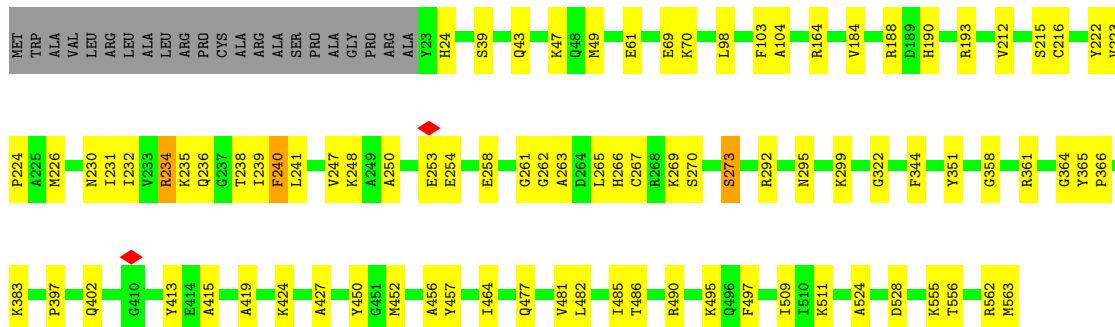 MET TRP ALA VAL LEU ARG LEU ALA LEU ARG PRO CYS ALA ARG ALA SER PRO ALA GLY PRO ARG ALA Y23 H24 S39 Q43 K47 Q48 M49 E61 E69 K70 L98 F103 A104 R164 V184 R188 D189 H190 R193 V212 S215 C216 Y222
P224 A225 M226 N230 I231 I232 V233 R234 K235 Q236 G237 T238 I239 F240 L241 V247 K248 A249 A250 E253 E254 E258 G261 G262 A263 D264 L265 H266 C267 R268 K269 S270 S273 R292 N295 K299 G322 F344 Y351 G358 R361 G364 Y365 P366
K383 P397 Q402 G410 Y413 E414 A415 A419 K424 A427 Y450 G451 M452 A456 Y457 I464 Q477 V481 L482 I485 T486 R490 K495 Q496 F497 I509 I510 K511 A524 D528 K555 T556 R562 M563